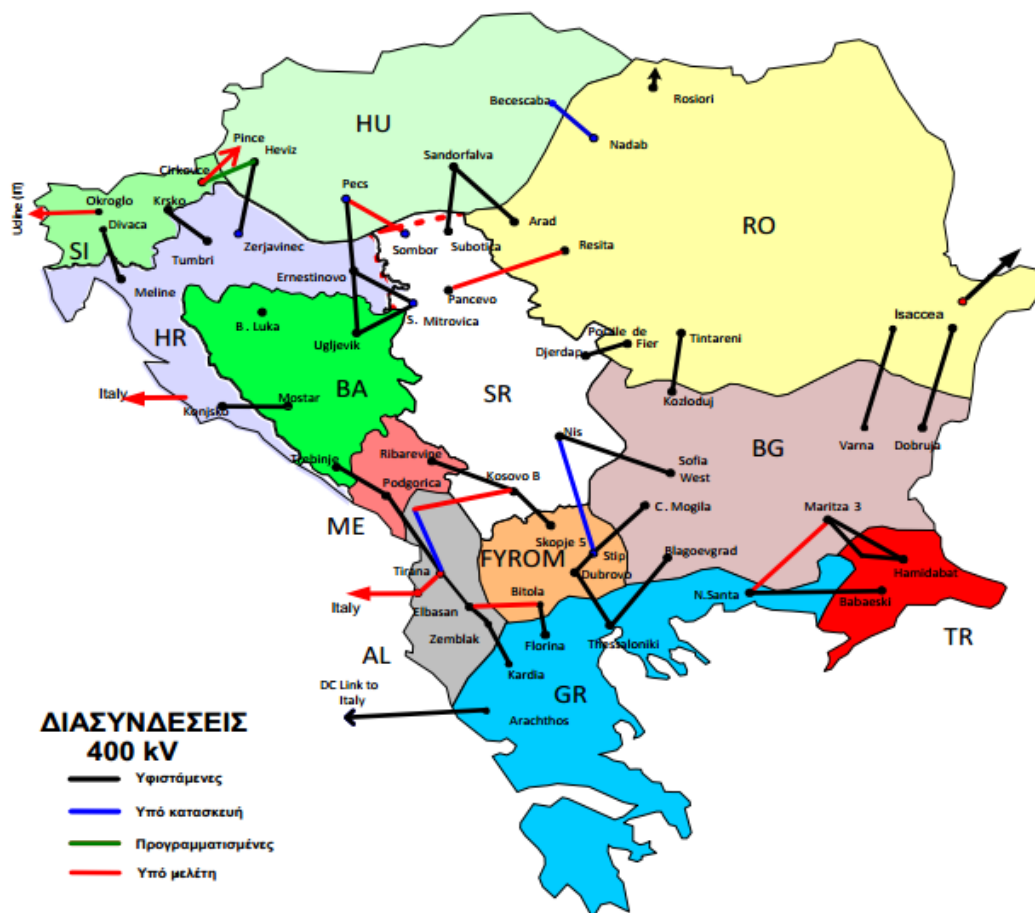 Becescaba
Rosiori
HU
Pince
Heviz
Nadab
Sandorfalva
Cirkovce
Pecs
Udine (IT)
Okroglo
Krsko
Divaca
Arad
RO
SI
Zerjavinec
Sombor
Subotica
Resita
Tumbri
Ernestinovo
Meline
Pancevo
B . Luka
S. Mitrovica
Isaccea
HR
Ugljevik
Portile de
Fier
Tintareni
Djerdap
BA
SR
Italy
Konjsko
Mostar
Kozloduj
Nis
BG
Varna
Dobruja
Trebinje
Ribarevine
Sofia
West
Kosovo B
Podgorica
C. Mogila
Maritza 3
ME
Skopje 5
FYROM
Stip
Blagoevgrad
Tirana
Dubrovo
Hamidabat
Italy
Bitola
N.Santa
Babaeski
Elbasan
Zemblak
Florina
Thessaloniki
TR
AL
Kardia
DC Link to
Italy
GR
Arachthos
ΔΙΑΣΥΝΔΕΣΕΙΣ
400 kV
Υφιστάμενες
Υπό κατασκευή
Προγραμματισμένες
Υπό μελέτη